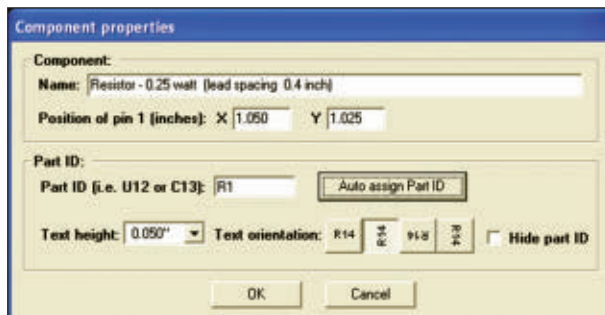 Component properties
Component:
Name: Resistor - 0.25 watt (lead spacing 0.4 inch)
Position of pin 1 (inches): X 1.050 Y 1.025
Part ID:
Part ID (i.e. U12 or C13): R1 Auto assign Part ID
Text height: 0.050" Text orientation: R14 R14 R14 R14 Hide part ID
OK Cancel